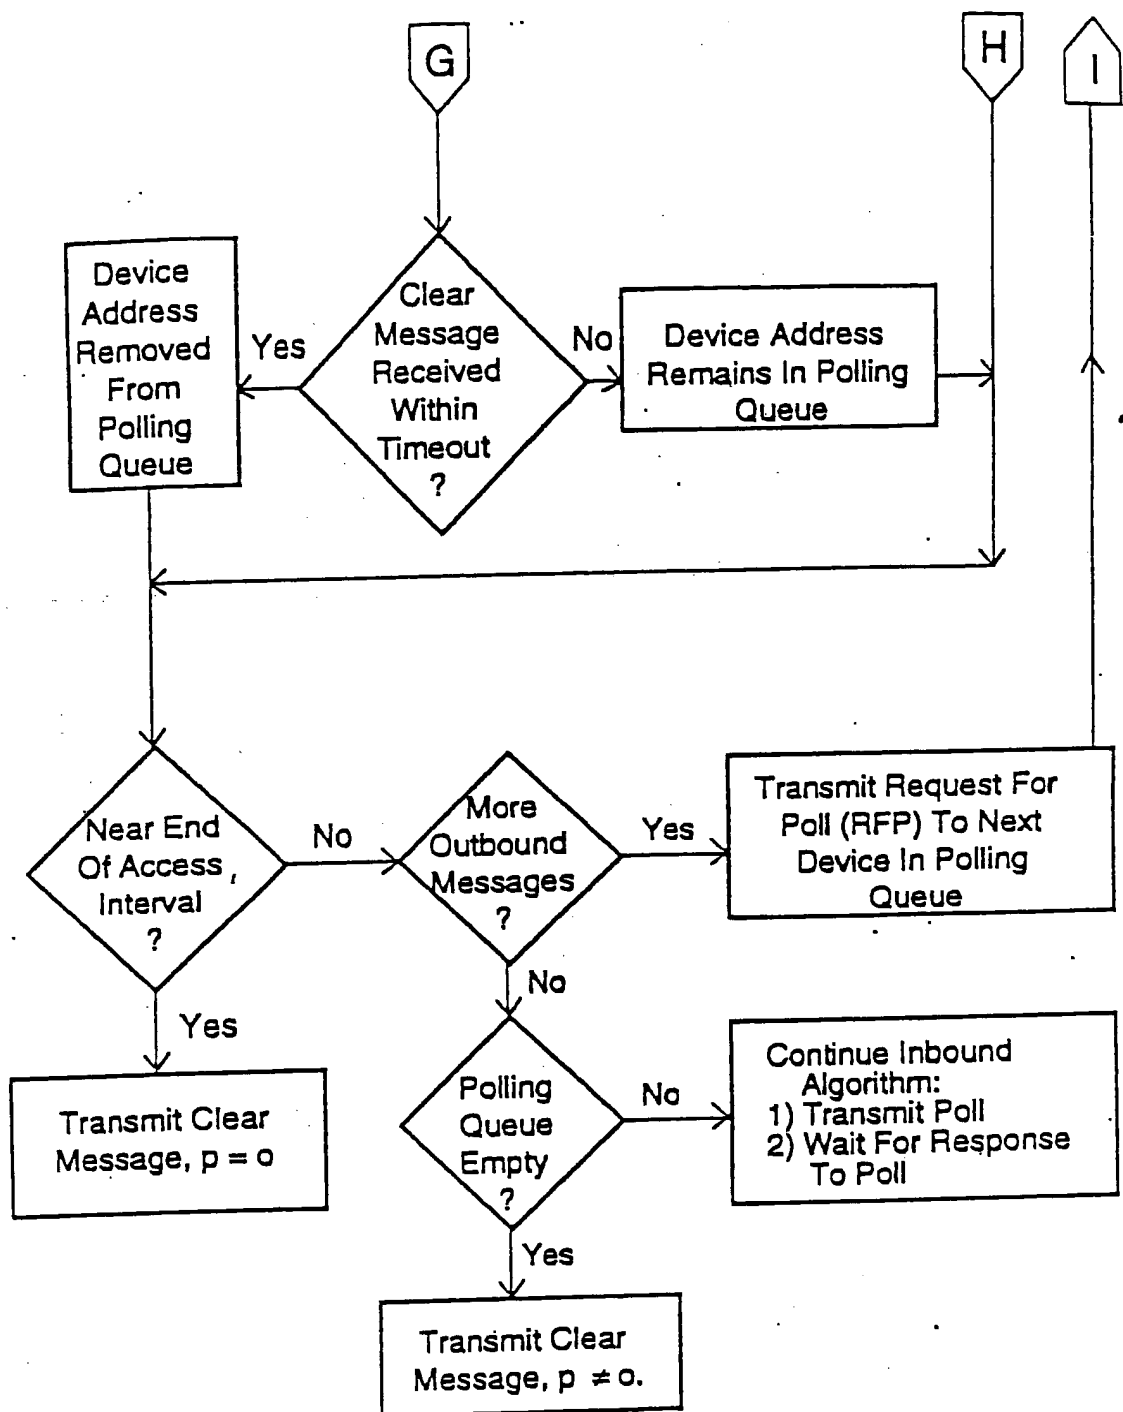 G
H
I
Device
Address
Removed
From
Polling
Queue
Yes
Clear
Message
Received
Within
Timeout
?
No
Device Address
Remains In Polling
Queue
Near End
Of Access
Interval
?
No
More
Outbound
Messages
?
Yes
Transmit Request For
Poll (RFP) To Next
Device In Polling
Queue
Yes
No
Transmit Clear
Message, p = o
Polling
Queue
Empty
?
No
Continue Inbound
Algorithm:
1) Transmit Poll
2) Wait For Response
To Poll
Yes
Transmit Clear
Message, p ≠ o.